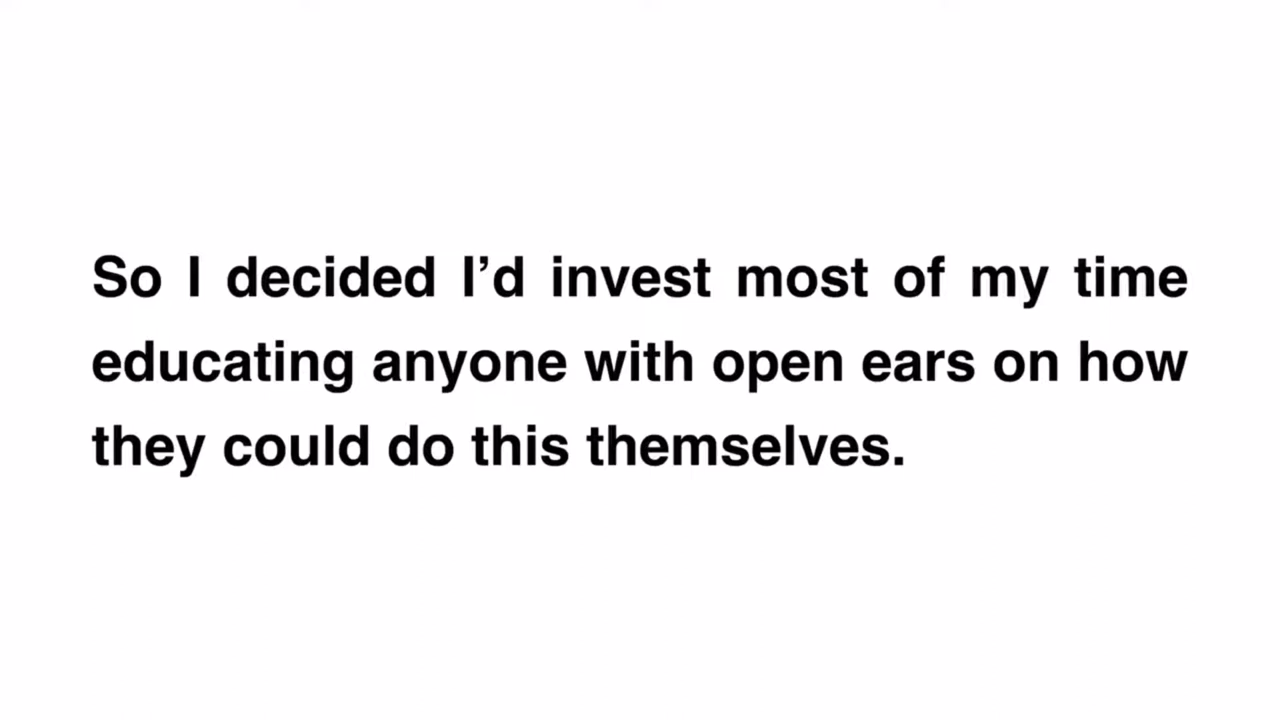 So I decided I’d invest most of my time
educating anyone with open ears on how
they could do this themselves.